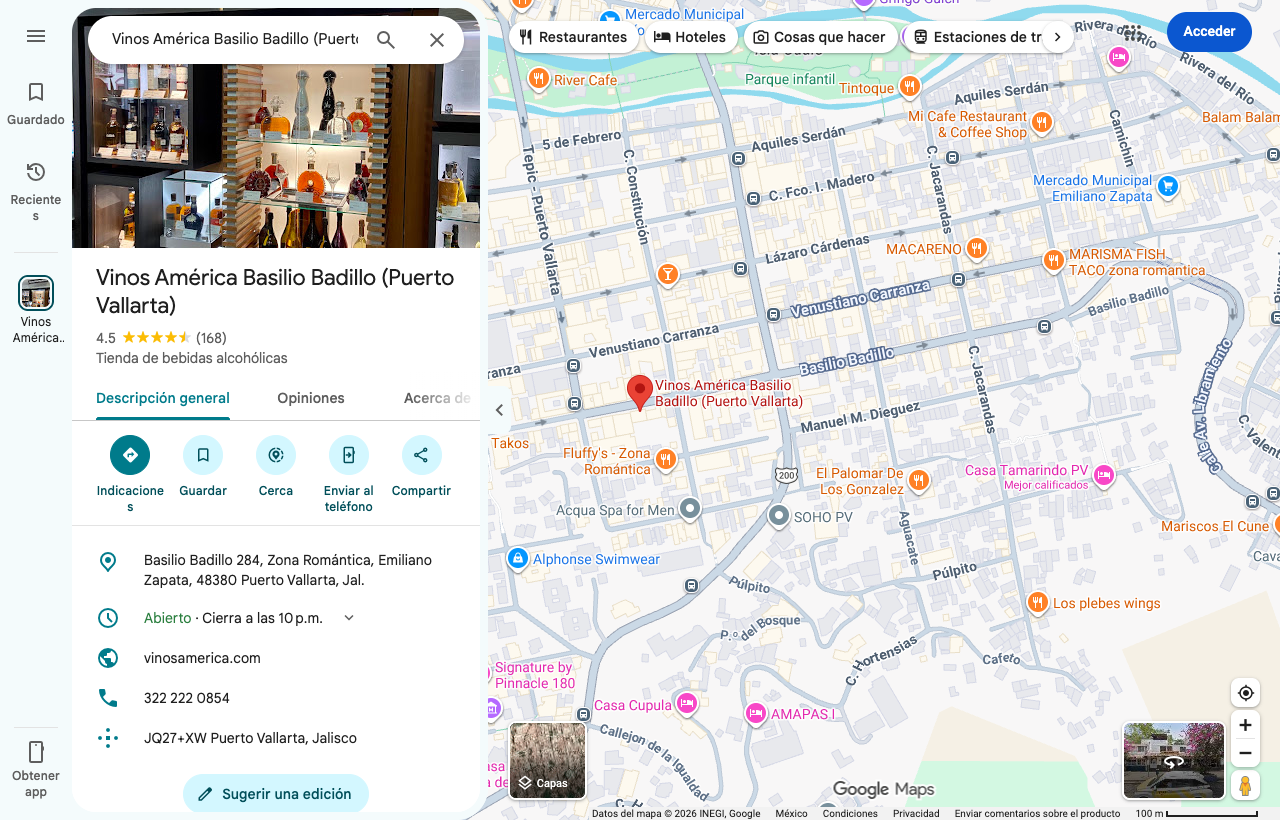 Vinos América Basilio Badillo (Puerto
Guardado
Recientes
Vinos
América..
Obtener
app
Vinos América Basilio Badillo (Puerto
Vallarta)
4.5 (168)
Tienda de bebidas alcohólicas
Descripción general
Opiniones
Acerca de
Indicaciones
Guardar
Cerca
Enviar al
teléfono
Compartir
Basilio Badillo 284, Zona Romántica, Emiliano
Zapata, 48380 Puerto Vallarta, Jal.
Abierto · Cierra a las 10 p.m.
vinosamerica.com
322 222 0854
JQ27+XW Puerto Vallarta, Jalisco
Sugerir una edición
Restaurantes
Hoteles
Cosas que hacer
Estaciones de tr
Acceder
Mercado Municipal
Rivera del Río
Rivera del Río
River Cafe
Parque infantil
Tintoque
Aquiles Serdán
Mi Cafe Restaurant
& Coffee Shop
Camichin
Balam Balam
5 de Febrero
Aquiles Serdán
Tepic - Puerto Vallarta
C. Constitución
C. Fco. I. Madero
C. Jacarandas
Mercado Municipal
Emiliano Zapata
Lázaro Cárdenas
MACARENO
MARISMA FISH
TACO zona romantica
Venustiano Carranza
Basilio Badillo
Venustiano Carranza
ranza
Basilio Badillo
C. Jacarandas
Calle Av. Libramiento
Vinos América Basilio
Badillo (Puerto Vallarta)
Manuel M. Dieguez
C. Valentín
Takos
Fluffy's - Zona
Romántica
200
El Palomar De
Los Gonzalez
Casa Tamarindo PV
Mejor calificados
Acqua Spa for Men
SOHO PV
Aguacate
Mariscos El Cune
Alphonse Swimwear
Púlpito
Púlpito
Los plebes wings
P.º del Bosque
C. Hortensias
Cafeto
Signature by
Pinnacle 180
Casa Cupula
AMAPAS I
Callejon de la Igualdad
Capas
Google Maps
Datos del mapa © 2026 INEGI, Google
México
Condiciones
Privacidad
Enviar comentarios sobre el producto
100 m